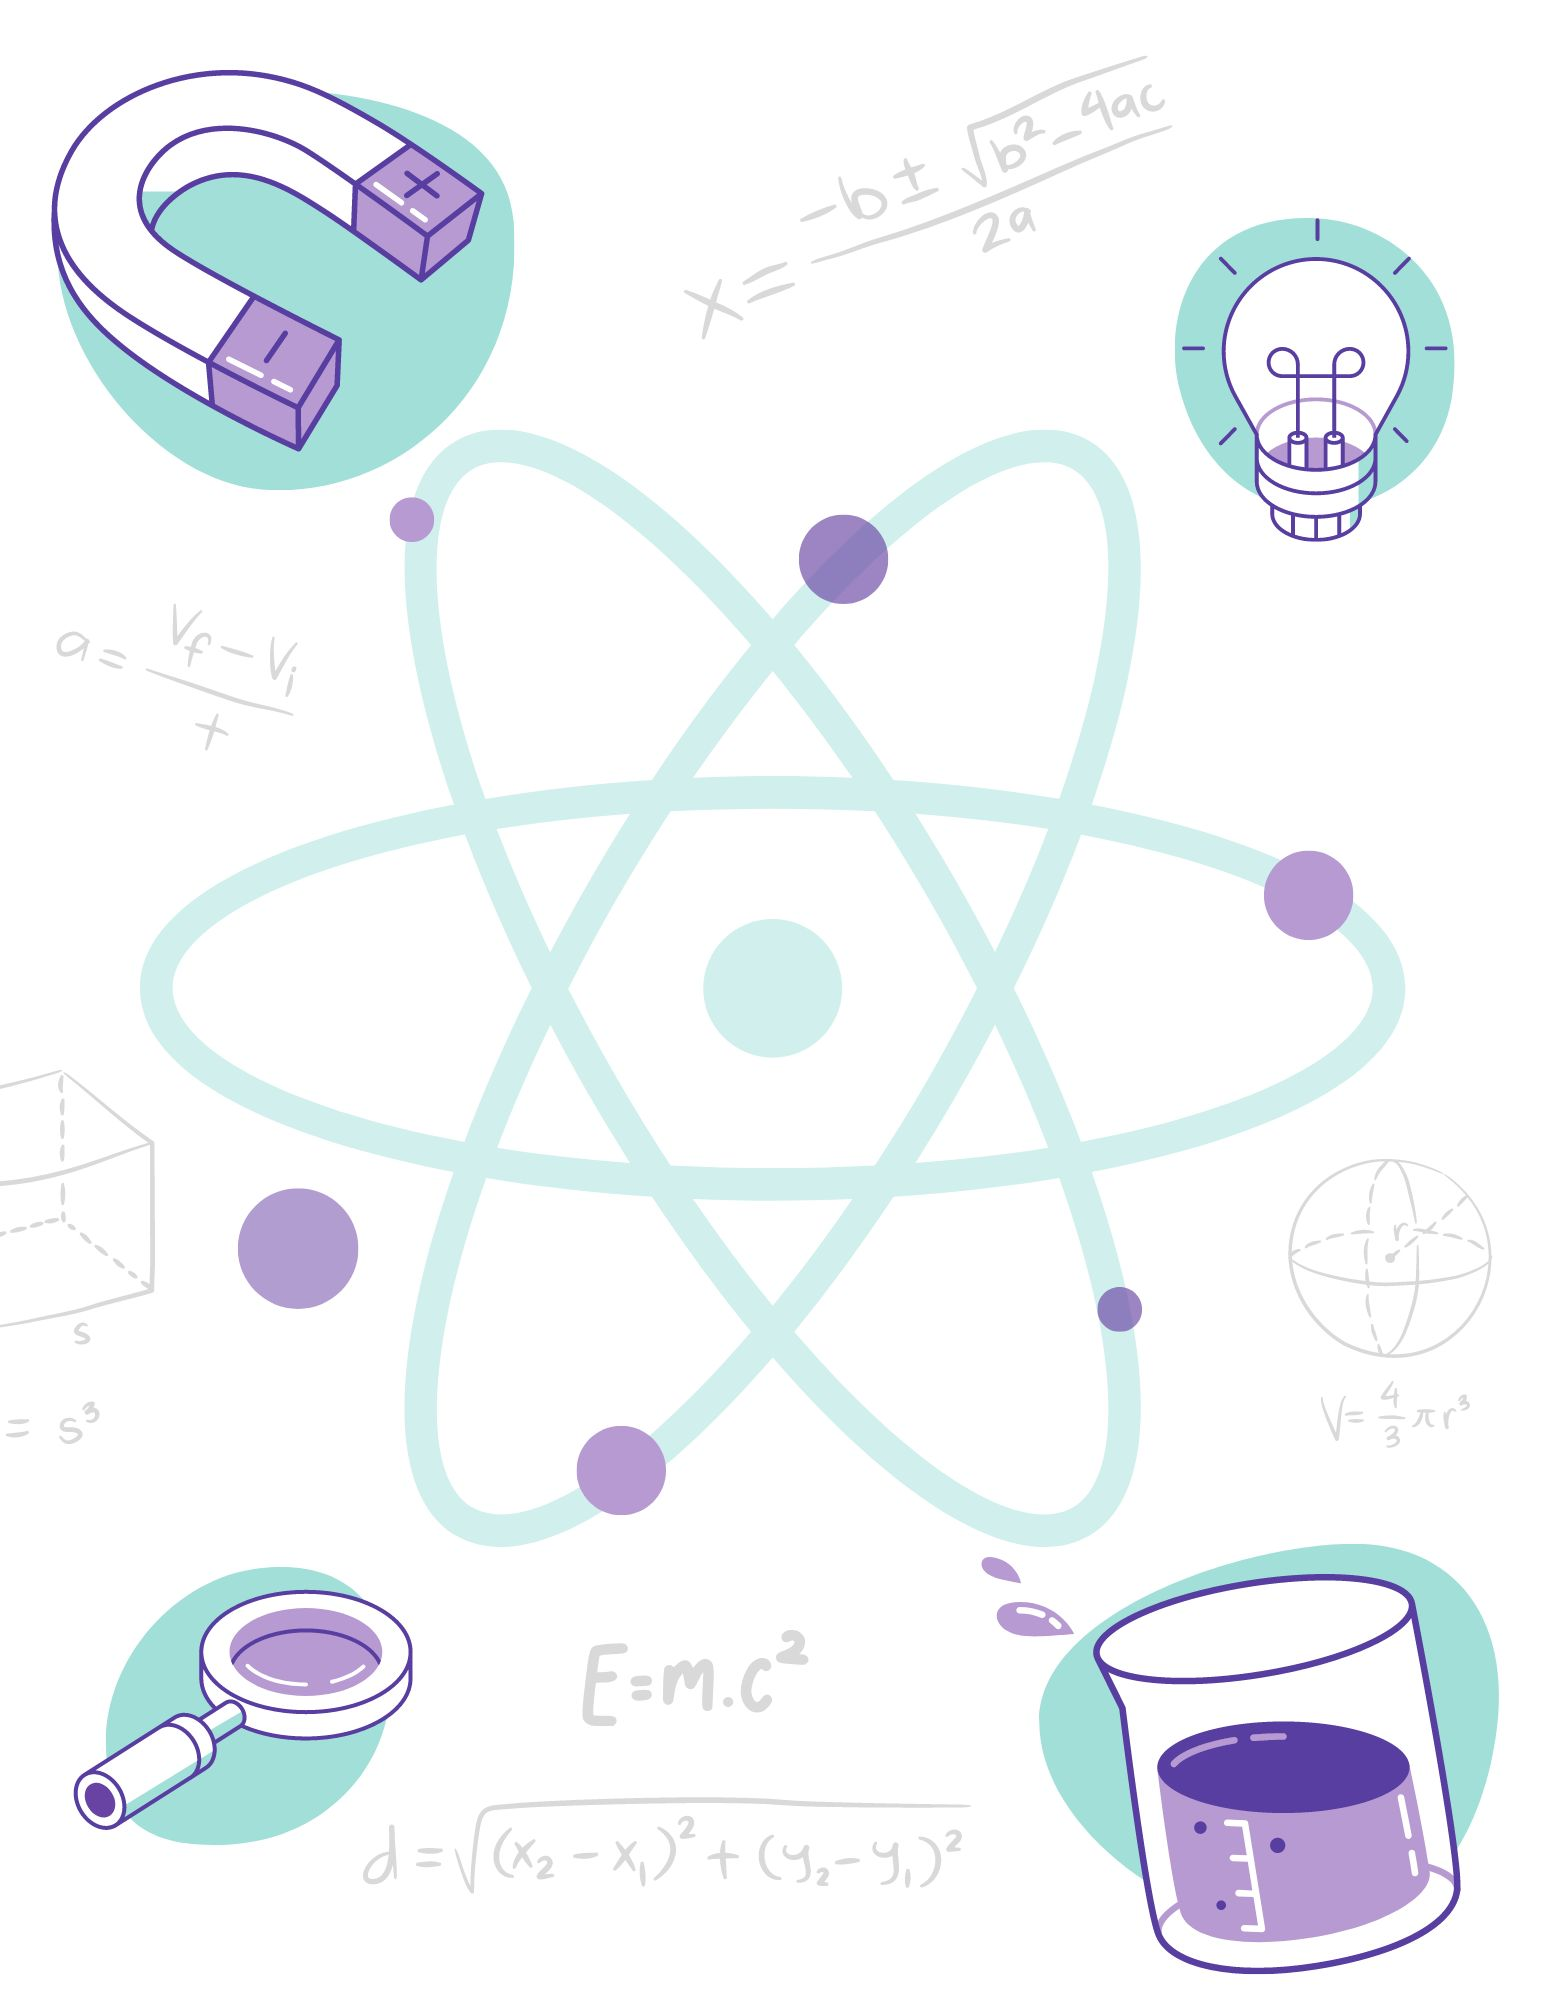 +
−
x = -b ± √b² - 4ac / 2a
a = Vf - Vi / t
r
s
= s³
V = 4/3 πr³
E=m.c²
d = √(x₂ - x₁)² + (y₂ - y₁)²